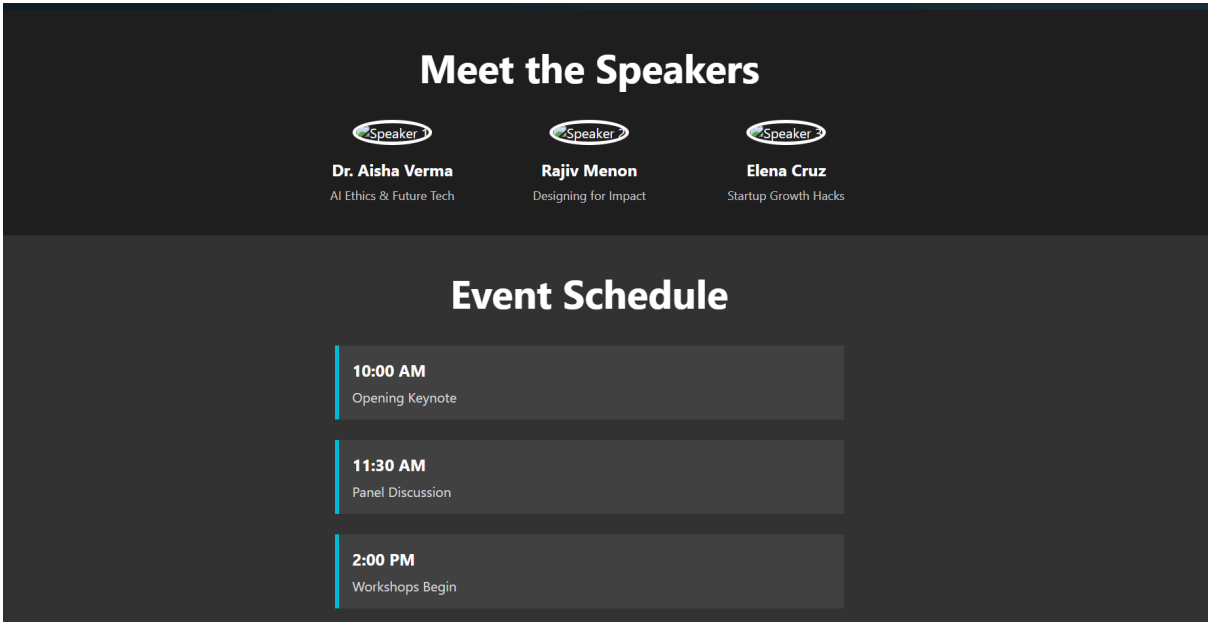 Meet the Speakers
Speaker 1 Speaker 2 Speaker 3
Dr. Aisha Verma Rajiv Menon Elena Cruz
AI Ethics & Future Tech Designing for Impact Startup Growth Hacks
Event Schedule
10:00 AM
Opening Keynote
11:30 AM
Panel Discussion
2:00 PM
Workshops Begin